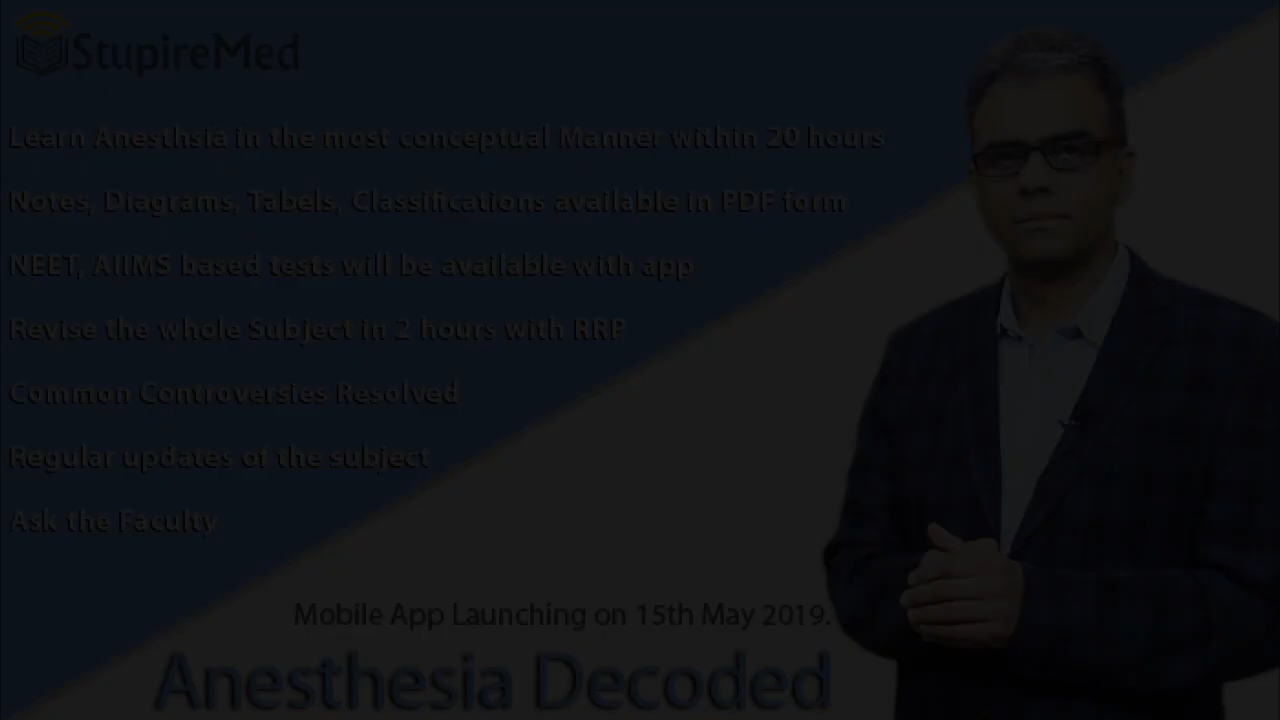 StupireMed
Learn Anesthsia in the most conceptual Manner within 20 hours
Notes, Diagrams, Tabels, Classifications available in PDF form
NEET, AIIMS based tests will be available with app
Revise the whole Subject in 2 hours with RRP
Common Controversies Resolved
Regular updates of the subject
Ask the Faculty
Mobile App Launching on 15th May 2019.
Anesthesia Decoded